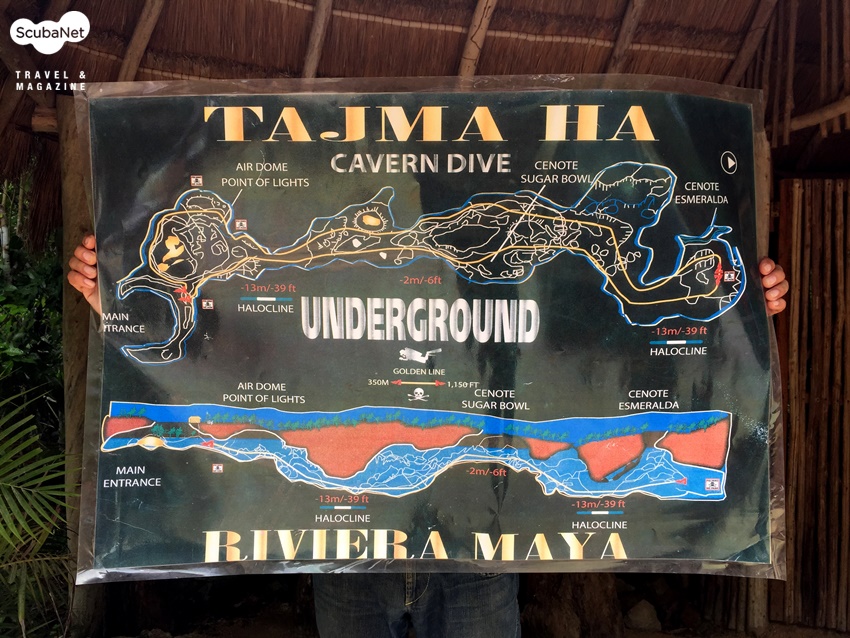 ScubaNet
TRAVEL &
MAGAZINE
TAJMA HA
CAVERN DIVE
AIR DOME
POINT OF LIGHTS
CENOTE
SUGAR BOWL
CENOTE
ESMERALDA
-13m/-39 ft
HALOCLINE
-2m/-6ft
MAIN
TRANCE
UNDERGROUND
-13m/-39 ft
HALOCLINE
GOLDEN LINE
350M
1,150 FT
AIR DOME
POINT OF LIGHTS
CENOTE
SUGAR BOWL
CENOTE
ESMERALDA
MAIN
ENTRANCE
-2m/-6ft
-13m/-39 ft
HALOCLINE
-13m/-39 ft
HALOCLINE
RIVIERA MAYA